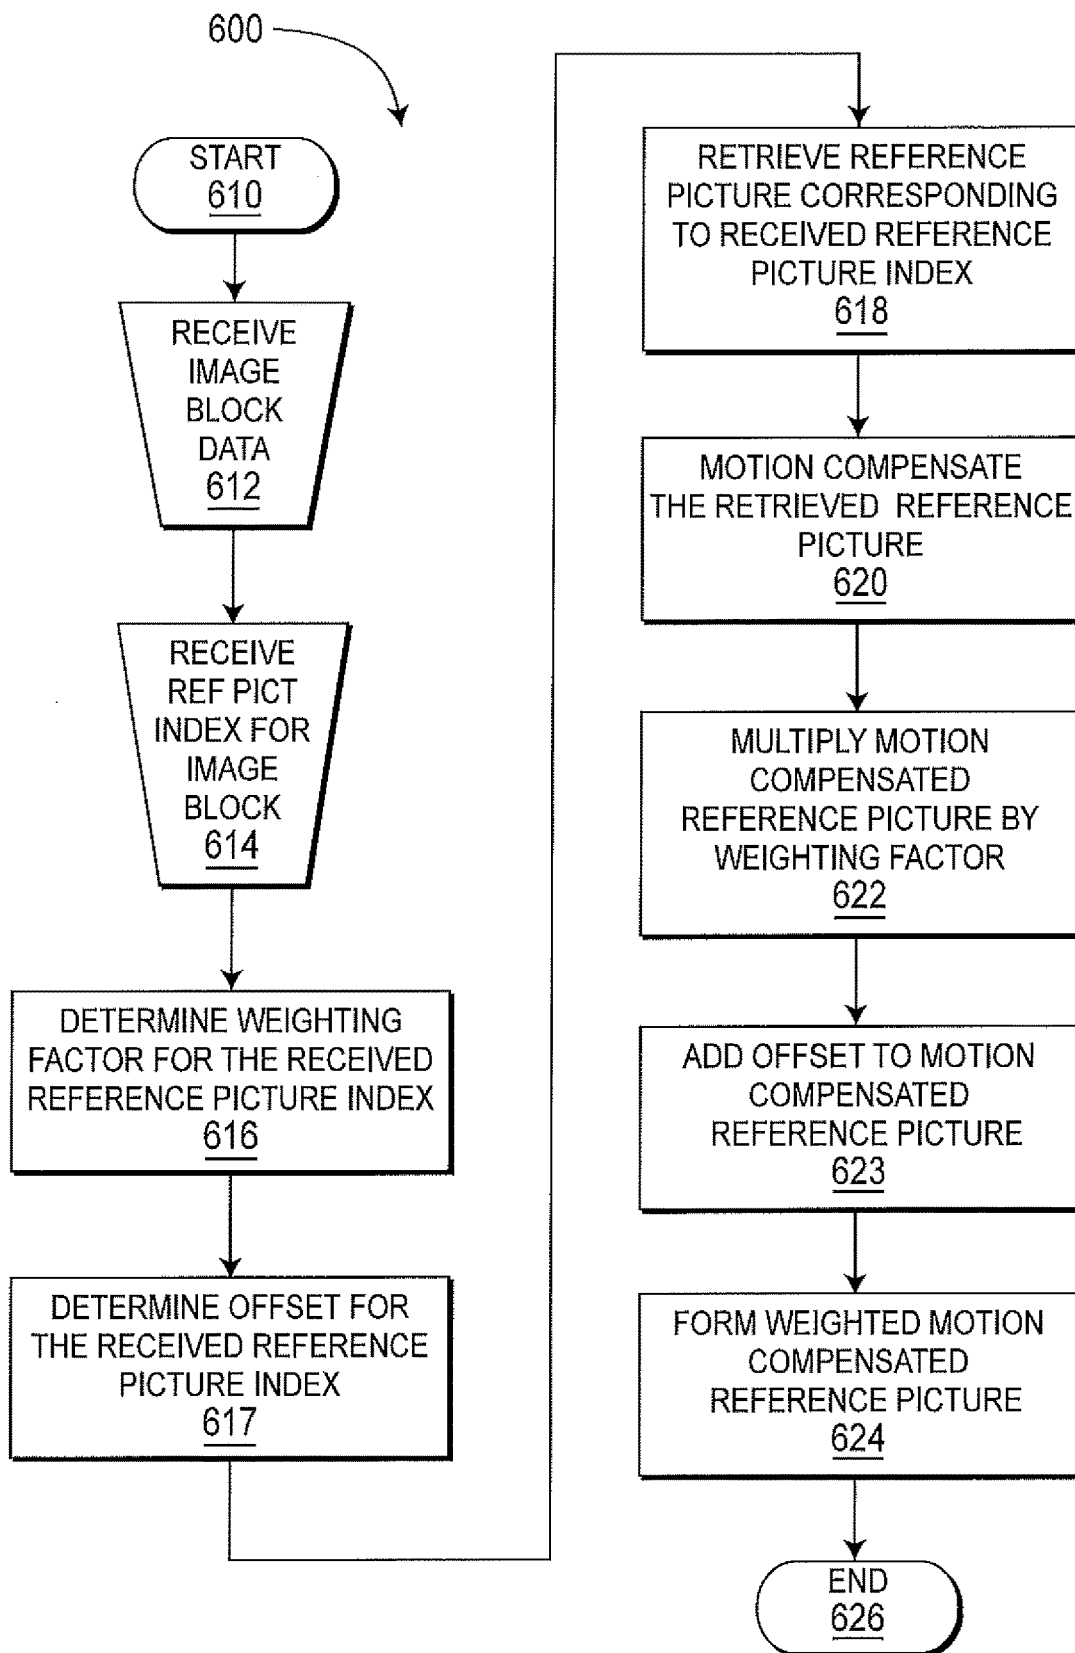 600
START
610
RECEIVE
IMAGE
BLOCK
DATA
612
RECEIVE
REF PICT
INDEX FOR
IMAGE
BLOCK
614
DETERMINE WEIGHTING
FACTOR FOR THE RECEIVED
REFERENCE PICTURE INDEX
616
DETERMINE OFFSET FOR
THE RECEIVED REFERENCE
PICTURE INDEX
617
RETRIEVE REFERENCE
PICTURE CORRESPONDING
TO RECEIVED REFERENCE
PICTURE INDEX
618
MOTION COMPENSATE
THE RETRIEVED REFERENCE
PICTURE
620
MULTIPLY MOTION
COMPENSATED
REFERENCE PICTURE BY
WEIGHTING FACTOR
622
ADD OFFSET TO MOTION
COMPENSATED
REFERENCE PICTURE
623
FORM WEIGHTED MOTION
COMPENSATED
REFERENCE PICTURE
624
END
626